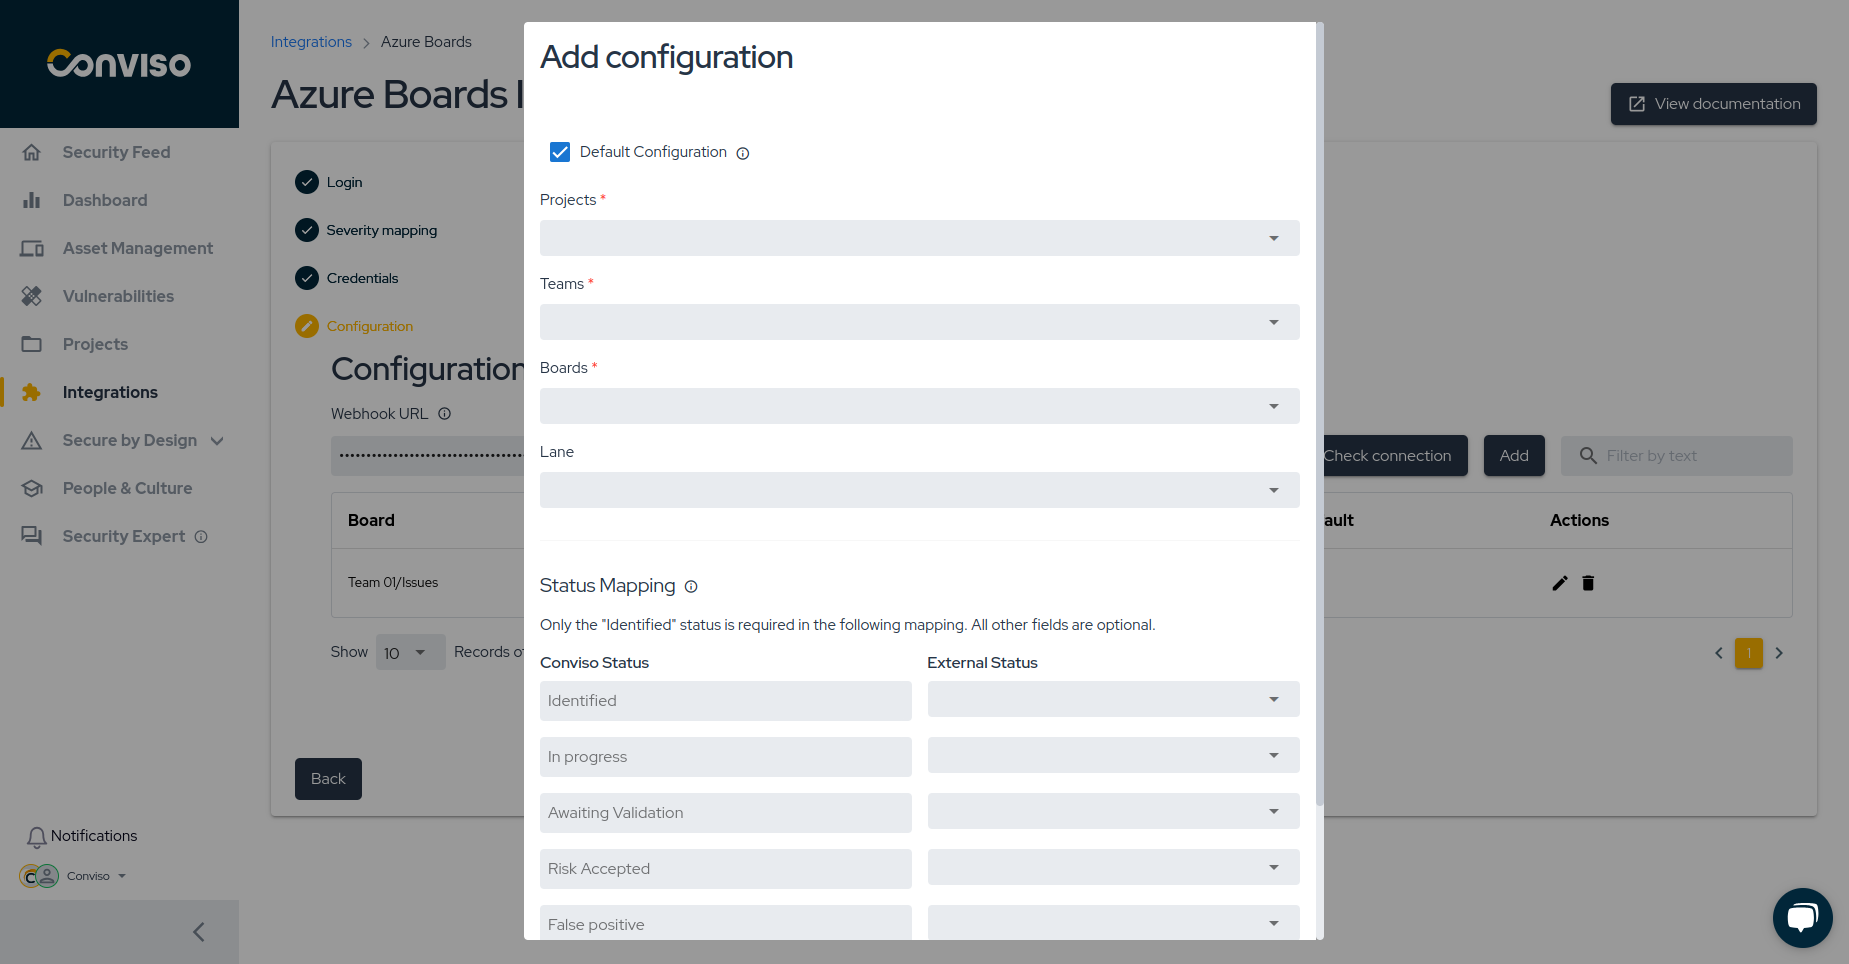 Conviso
Security Feed
Dashboard
Asset Management
Vulnerabilities
Projects
Integrations
Secure by Design
People & Culture
Security Expert
Notifications
Conviso
Integrations > Azure Boards
Azure Boards I
View documentation
Login
Severity mapping
Credentials
Configuration
Configuration
Webhook URL
••••••••••••••••••••••••••••••••••
Check connection
Add
Filter by text
Board
ault
Actions
Team 01/Issues
Show 10 Records of
1
Back
Add configuration
Default Configuration
Projects *
Teams *
Boards *
Lane
Status Mapping
Only the "Identified" status is required in the following mapping. All other fields are optional.
Conviso Status External Status
Identified
In progress
Awaiting Validation
Risk Accepted
False positive